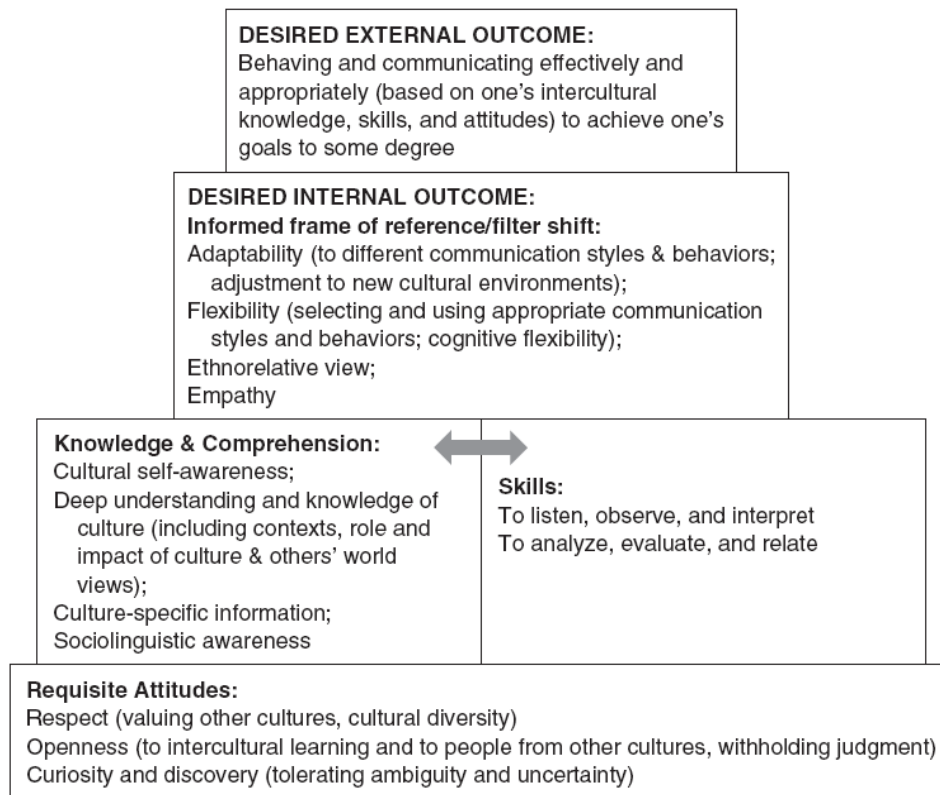 DESIRED EXTERNAL OUTCOME:
Behaving and communicating effectively and
appropriately (based on one's intercultural
knowledge, skills, and attitudes) to achieve one's
goals to some degree
DESIRED INTERNAL OUTCOME:
Informed frame of reference/filter shift:
Adaptability (to different communication styles & behaviors;
adjustment to new cultural environments);
Flexibility (selecting and using appropriate communication
styles and behaviors; cognitive flexibility);
Ethnorelative view;
Empathy
Knowledge & Comprehension:
Cultural self-awareness;
Deep understanding and knowledge of
culture (including contexts, role and
impact of culture & others' world
views);
Culture-specific information;
Sociolinguistic awareness
Skills:
To listen, observe, and interpret
To analyze, evaluate, and relate
Requisite Attitudes:
Respect (valuing other cultures, cultural diversity)
Openness (to intercultural learning and to people from other cultures, withholding judgment)
Curiosity and discovery (tolerating ambiguity and uncertainty)